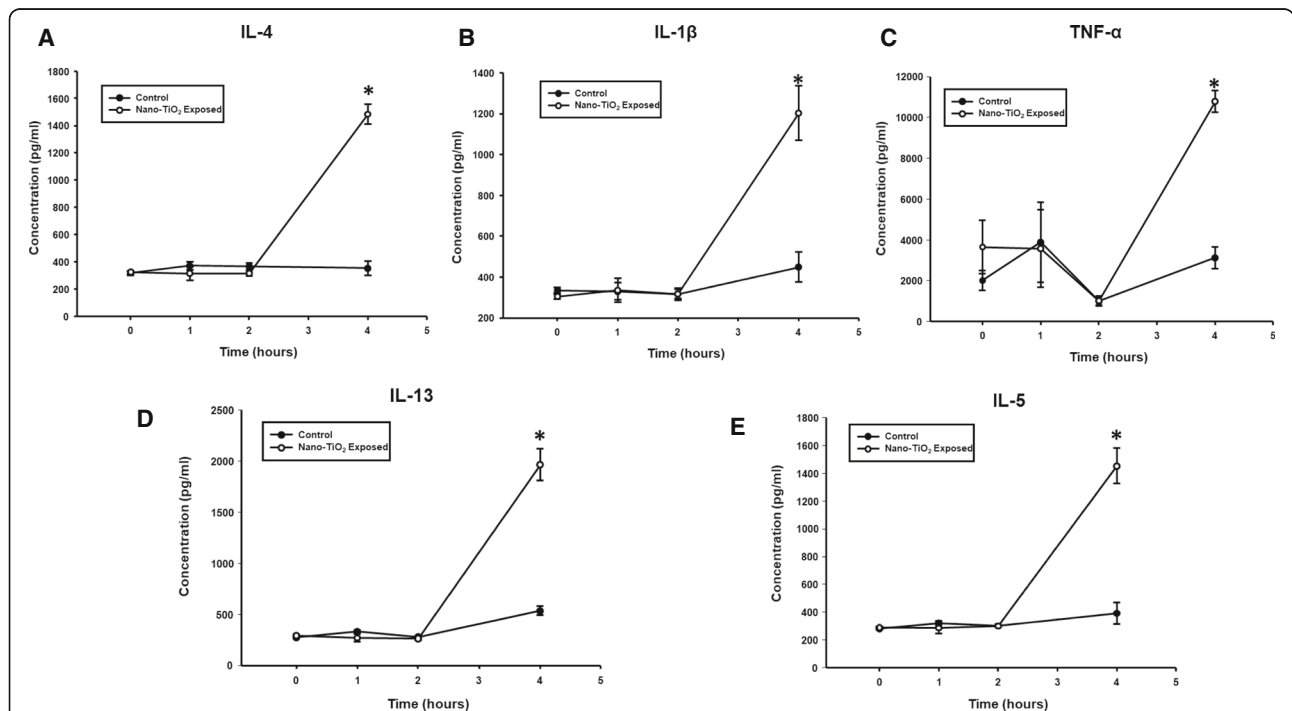 A
IL-4
*
Control
Nano-TiO₂ Exposed
Concentration (pg/ml)
1800
1600
1400
1200
1000
800
600
400
200
0
0 1 2 3 4 5
Time (hours)
B
IL-1β
*
Control
Nano-TiO₂ Exposed
Concentration (pg/ml)
1400
1200
1000
800
600
400
200
0 1 2 3 4 5
Time (hours)
C
TNF-α
*
Control
Nano-TiO₂ Exposed
Concentration (pg/ml)
12000
10000
8000
6000
4000
2000
0
0 1 2 3 4 5
Time (hours)
D
IL-13
*
Control
Nano-TiO₂ Exposed
Concentration (pg/ml)
2500
2000
1500
1000
500
0
0 1 2 3 4 5
Time (hours)
E
IL-5
*
Control
Nano-TiO₂ Exposed
Concentration (pg/ml)
1800
1600
1400
1200
1000
800
600
400
200
0
0 1 2 3 4 5
Time (hours)